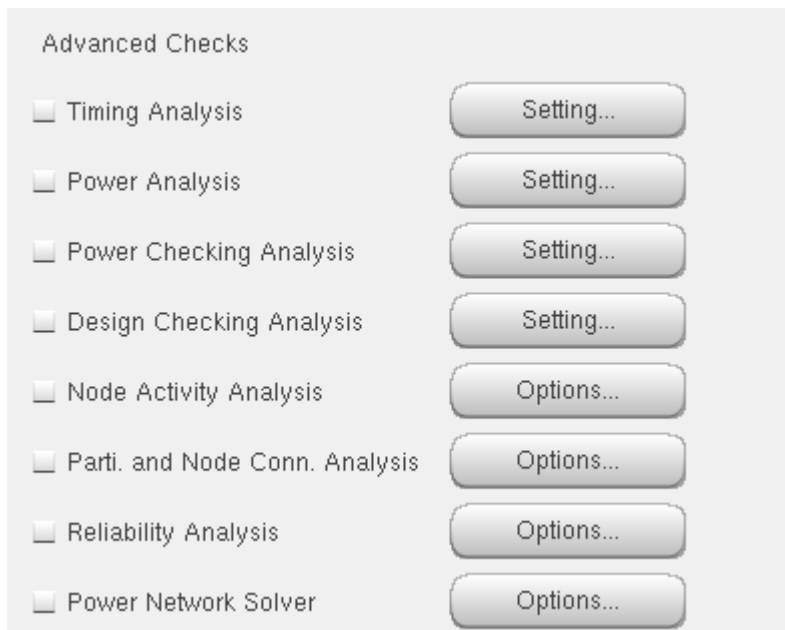 Advanced Checks
Timing Analysis Setting...
Power Analysis Setting...
Power Checking Analysis Setting...
Design Checking Analysis Setting...
Node Activity Analysis Options...
Parti. and Node Conn. Analysis Options...
Reliability Analysis Options...
Power Network Solver Options...